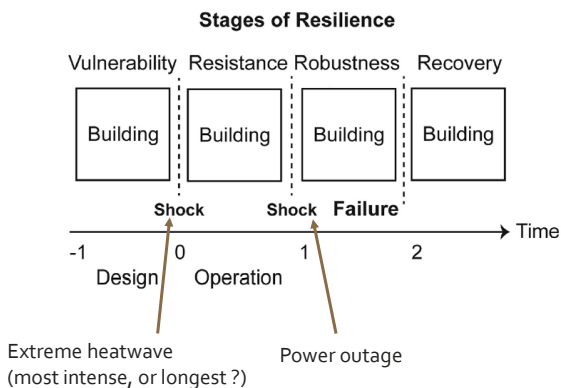 Stages of Resilience
Vulnerability Resistance Robustness Recovery
Building Building Building Building
Shock Shock Failure
Time
-1 0 1 2
Design Operation
Extreme heatwave Power outage
(most intense, or longest ?)